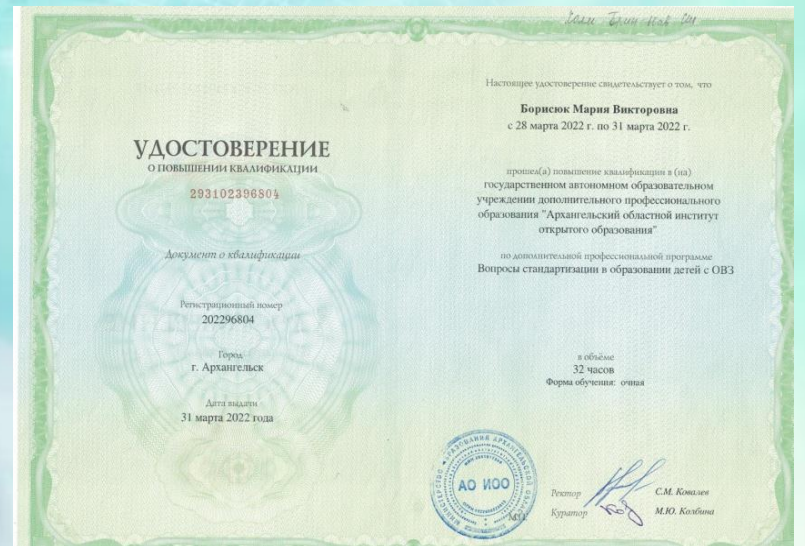 УДОСТОВЕРЕНИЕ
О ПОВЫШЕНИИ КВАЛИФИКАЦИИ
293102396804
Документ о квалификации
Регистрационный номер
202296804
Город
г. Архангельск
Дата выдачи
31 марта 2022 года
Настоящее удостоверение свидетельствует о том, что
Борисюк Мария Викторовна
с 28 марта 2022 г. по 31 марта 2022 г.
прошел(а) повышение квалификации в (на)
государственном автономном образовательном
учреждении дополнительного профессионального
образования "Архангельский областной институт
открытого образования"
по дополнительной профессиональной программе
Вопросы стандартизации в образовании детей с ОВЗ
в объёме
32 часов
Форма обучения: очная
АО ИОО
М.П.
Ректор С.М. Ковалев
Куратор М.Ю. Колбина